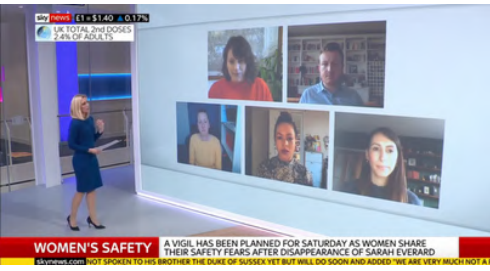 sky news £1=$1.40 ▲0.17%
UK TOTAL 2nd DOSES
2.4% OF ADULTS
WOMEN'S SAFETY
A VIGIL HAS BEEN PLANNED FOR SATURDAY AS WOMEN SHARE
THEIR SAFETY FEARS AFTER DISAPPEARANCE OF SARAH EVERARD
skynews.com NOT SPOKEN TO HIS BROTHER THE DUKE OF SUSSEX YET BUT WILL DO SOON AND ADDED "WE ARE VERY MUCH NOT A